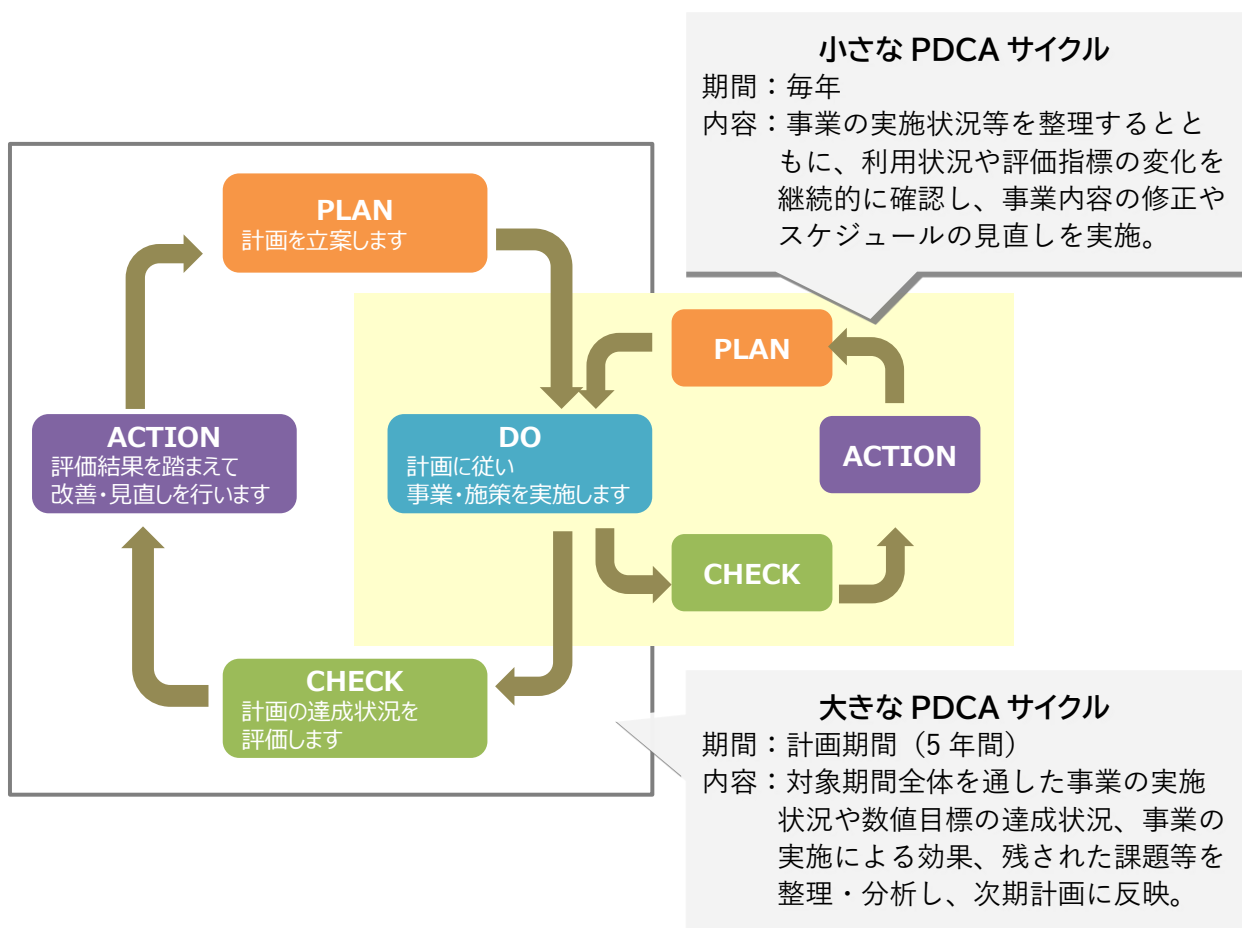 小さな PDCA サイクル
期間：毎年
内容：事業の実施状況等を整理するとと
もに、利用状況や評価指標の変化を
継続的に確認し、事業内容の修正や
スケジュールの見直しを実施。
PLAN
計画を立案します
PLAN
ACTION
評価結果を踏まえて
改善・見直しを行います
DO
計画に従い
事業・施策を実施します
ACTION
CHECK
CHECK
計画の達成状況を
評価します
大きな PDCA サイクル
期間：計画期間（5 年間）
内容：対象期間全体を通した事業の実施
状況や数値目標の達成状況、事業の
実施による効果、残された課題等を
整理・分析し、次期計画に反映。